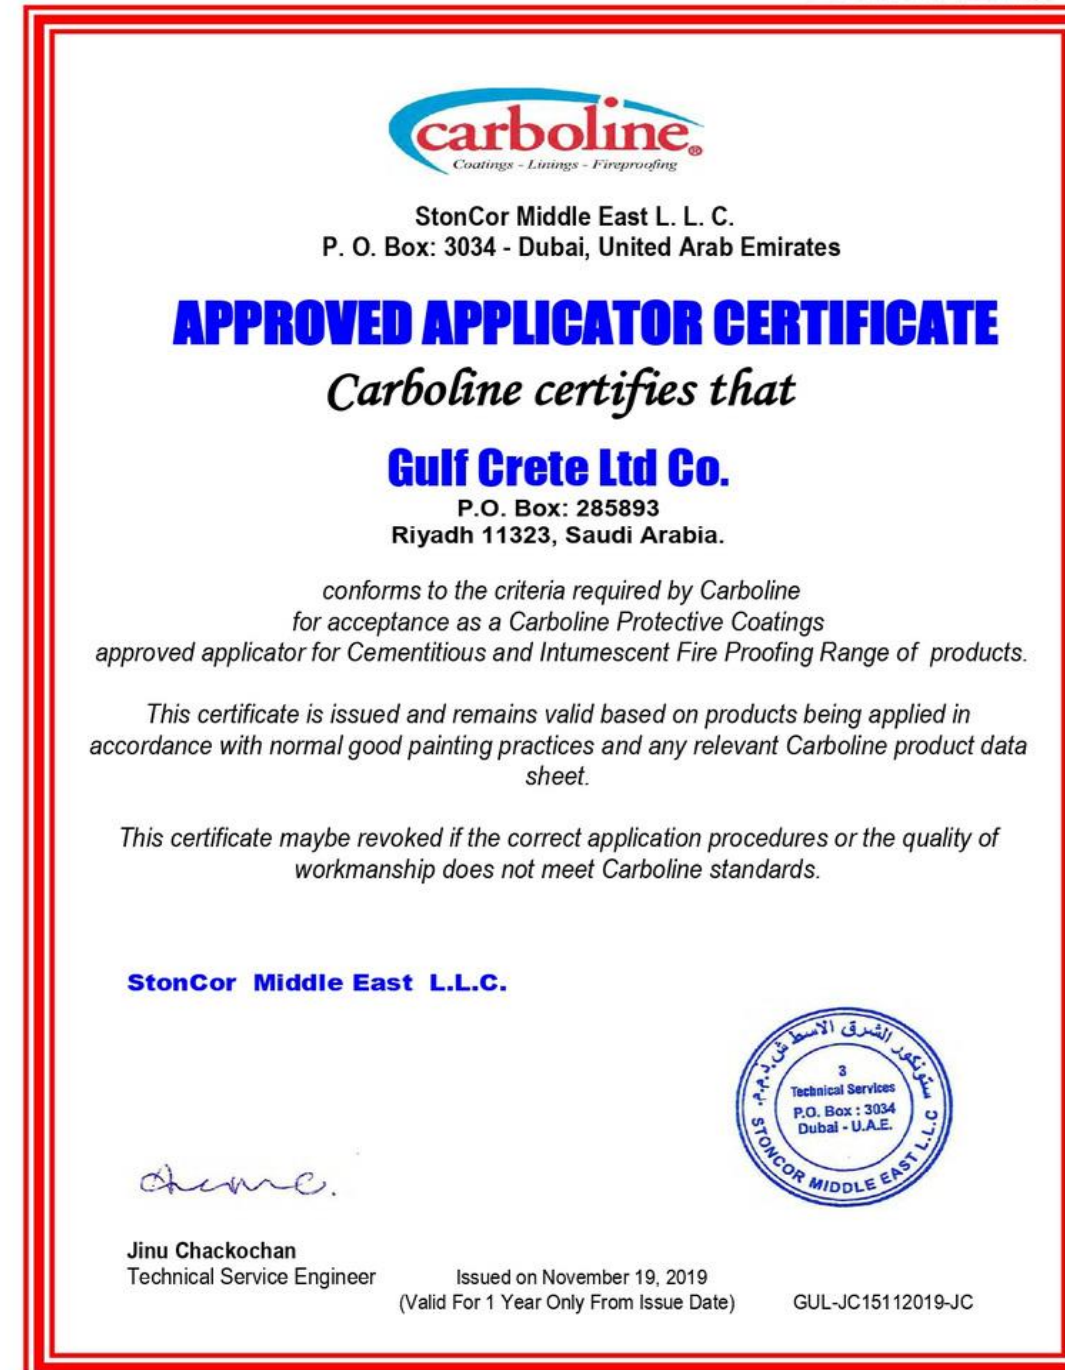 carboline®
Coatings - Linings - Fireproofing
StonCor Middle East L. L. C.
P. O. Box: 3034 - Dubai, United Arab Emirates
APPROVED APPLICATOR CERTIFICATE
Carboline certifies that
Gulf Crete Ltd Co.
P.O. Box: 285893
Riyadh 11323, Saudi Arabia.
conforms to the criteria required by Carboline
for acceptance as a Carboline Protective Coatings
approved applicator for Cementitious and Intumescent Fire Proofing Range of products.
This certificate is issued and remains valid based on products being applied in
accordance with normal good painting practices and any relevant Carboline product data
sheet.
This certificate maybe revoked if the correct application procedures or the quality of
workmanship does not meet Carboline standards.
StonCor Middle East L.L.C.
ستونكور الشرق الاسط ش.ذ.م.م.
3
Technical Services
P.O. Box : 3034
Dubai - U.A.E.
STONCOR MIDDLE EAST L.L.C
Jinu Chackochan
Technical Service Engineer
Issued on November 19, 2019
(Valid For 1 Year Only From Issue Date)
GUL-JC15112019-JC